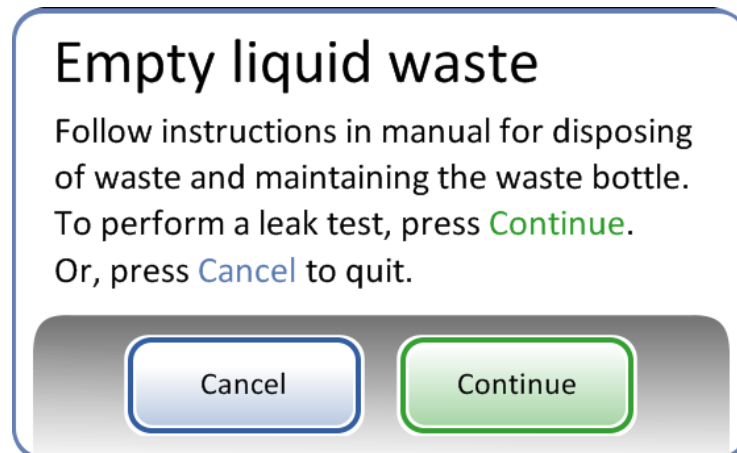 Empty liquid waste
Follow instructions in manual for disposing
of waste and maintaining the waste bottle.
To perform a leak test, press Continue.
Or, press Cancel to quit.
Cancel Continue